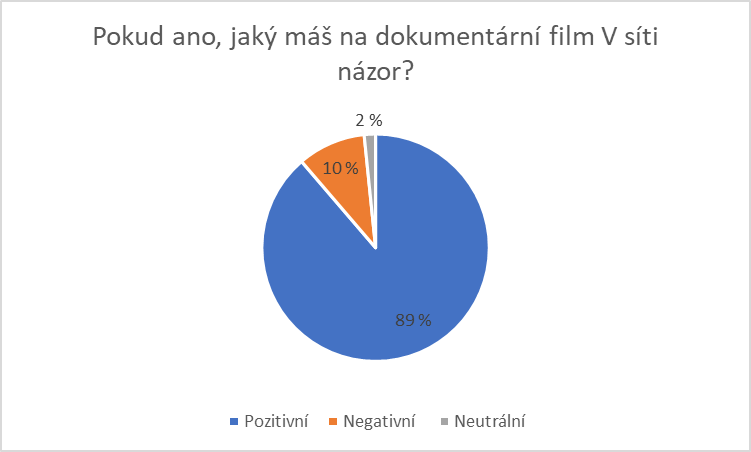 Pokud ano, jaký máš na dokumentární film V síti
názor?
2 %
10 %
89 %
Pozitivní Negativní Neutrální